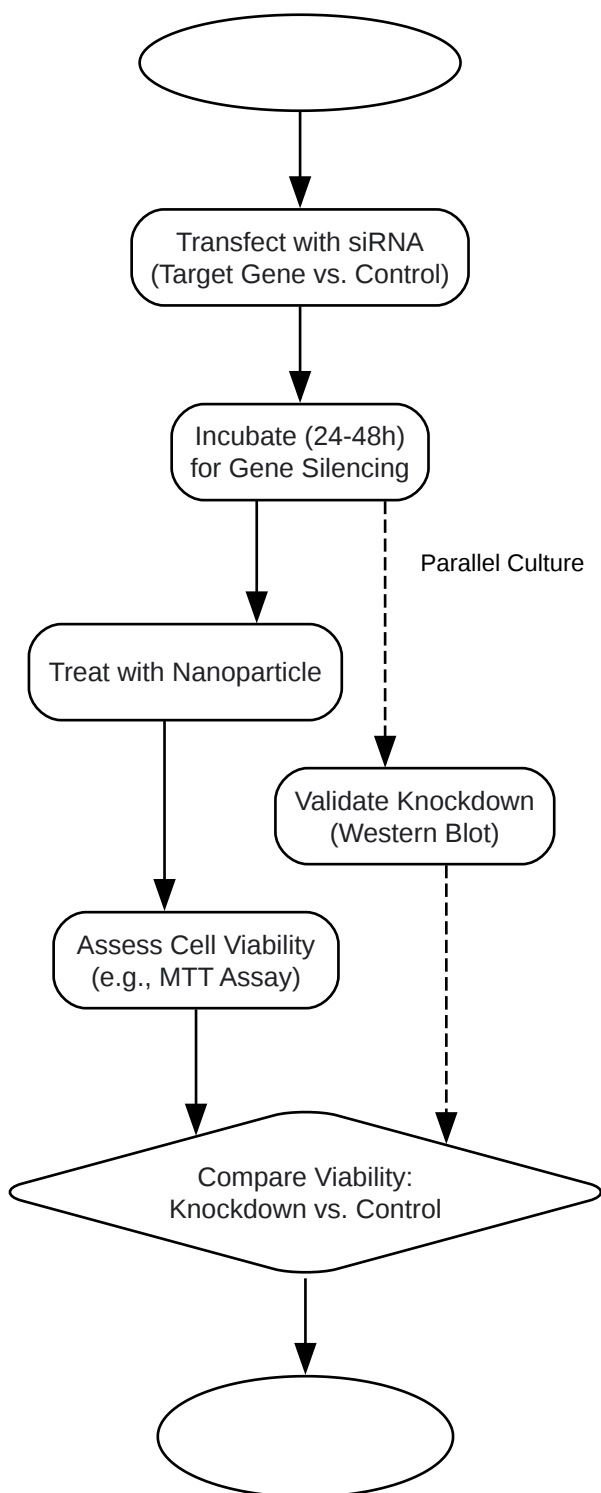 Transfect with siRNA
(Target Gene vs. Control)
Incubate (24-48h)
for Gene Silencing
Parallel Culture
Treat with Nanoparticle
Validate Knockdown
(Western Blot)
Assess Cell Viability
(e.g., MTT Assay)
Compare Viability:
Knockdown vs. Control